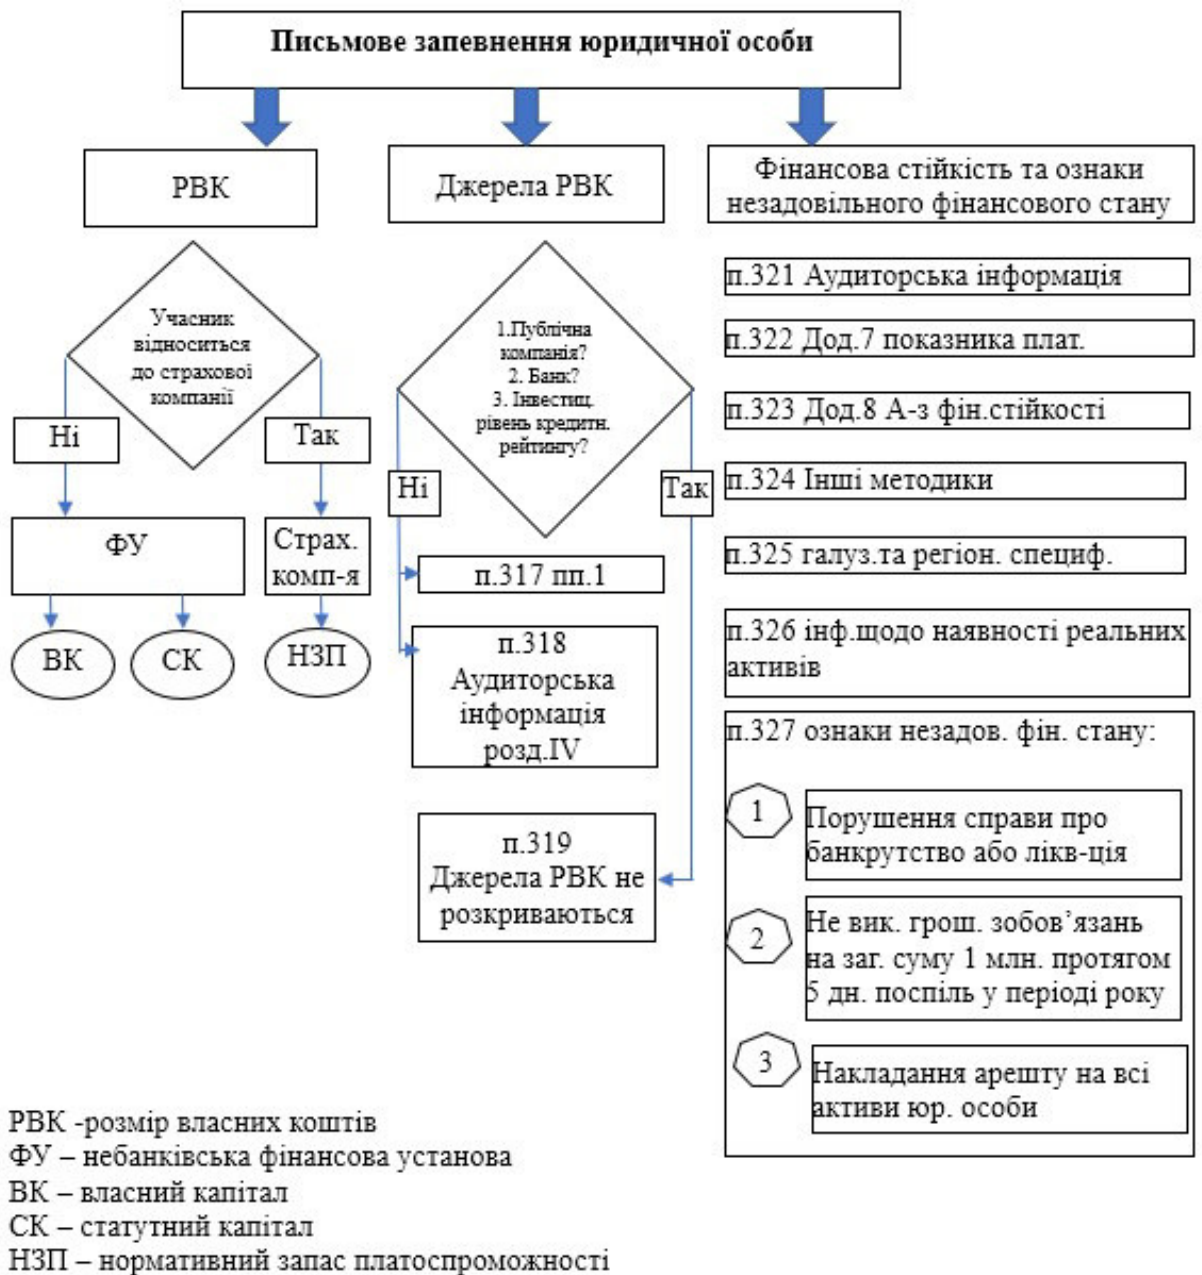 Письмове запевнення юридичної особи
РВК
Джерела РВК
Фінансова стійкість та ознаки
незадовільного фінансового стану
Учасник
відноситься
до страхової
компанії
Ні
Так
ФУ
Страх.
комп-я
ВК
СК
НЗП
1.Публічна
компанія?
2. Банк?
3. Інвестиц.
рівень кредитн.
рейтингу?
Ні
Так
п.317 пп.1
п.318
Аудиторська
інформація
розд.IV
п.319
Джерела РВК не
розкриваються
п.321 Аудиторська інформація
п.322 Дод.7 показника плат.
п.323 Дод.8 А-з фін.стійкості
п.324 Інші методики
п.325 галуз.та регіон. специф.
п.326 інф.щодо наявності реальних
активів
п.327 ознаки незадов. фін. стану:
1
Порушення справи про
банкрутство або лікв-ція
2
Не вик. грош. зобов’язань
на заг. суму 1 млн. протягом
5 дн. поспіль у періоді року
3
Накладання арешту на всі
активи юр. особи
РВК -розмір власних коштів
ФУ – небанківська фінансова установа
ВК – власний капітал
СК – статутний капітал
НЗП – нормативний запас платоспроможності